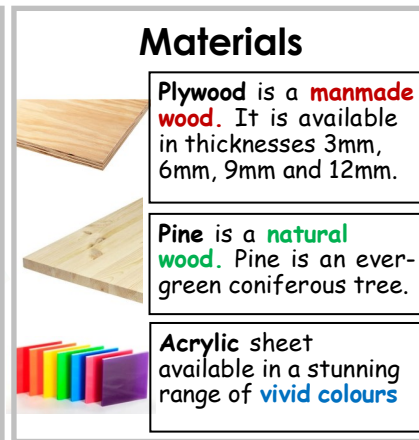 Materials
Plywood is a manmade
wood. It is available
in thicknesses 3mm,
6mm, 9mm and 12mm.
Pine is a natural
wood. Pine is an ever-
green coniferous tree.
Acrylic sheet
available in a stunning
range of vivid colours